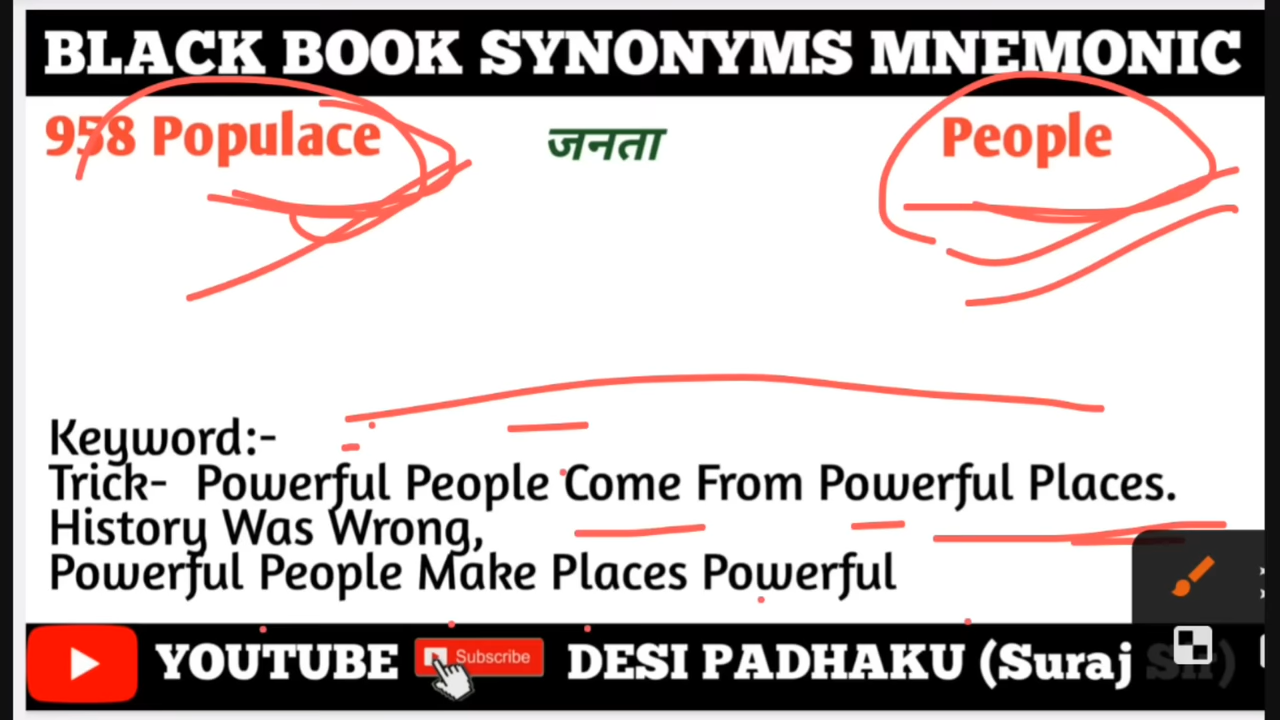 BLACK BOOK SYNONYMS MNEMONIC
958 Populace जनता People
Keyword:-
Trick- Powerful People Come From Powerful Places.
History Was Wrong,
Powerful People Make Places Powerful
YOUTUBE Subscribe DESI PADHAKU (Suraj Sir)